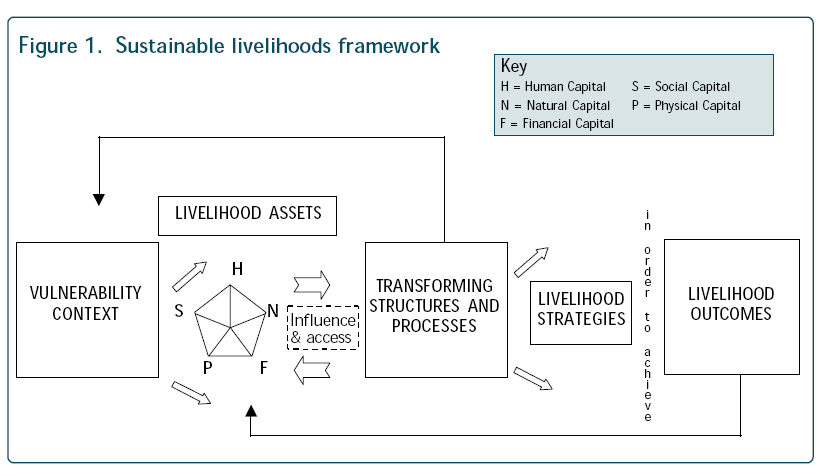 Figure 1. Sustainable livelihoods framework
Key
H = Human Capital S = Social Capital
N = Natural Capital P = Physical Capital
F = Financial Capital
LIVELIHOOD ASSETS
VULNERABILITY
CONTEXT
H
S
N
P
F
Influence
& access
TRANSFORMING
STRUCTURES AND
PROCESSES
LIVELIHOOD
STRATEGIES
in order to achieve
LIVELIHOOD
OUTCOMES